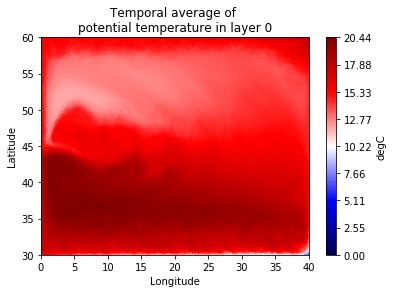 Temporal average of
potential temperature in layer 0
60
55
50
45
40
35
30
Latitude
0 5 10 15 20 25 30 35 40
Longitude
20.44
17.88
15.33
12.77
10.22
7.66
5.11
2.55
0.00
degC